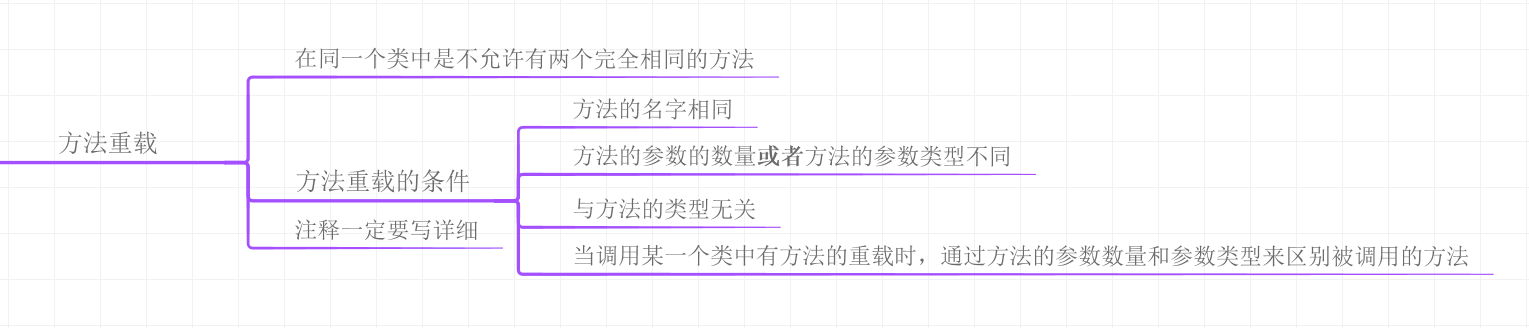 方法重载
在同一个类中是不允许有两个完全相同的方法
方法重载的条件
方法的名字相同
方法的参数的数量或者方法的参数类型不同
与方法的类型无关
当调用某一个类中有方法的重载时，通过方法的参数数量和参数类型来区别被调用的方法
注释一定要写详细